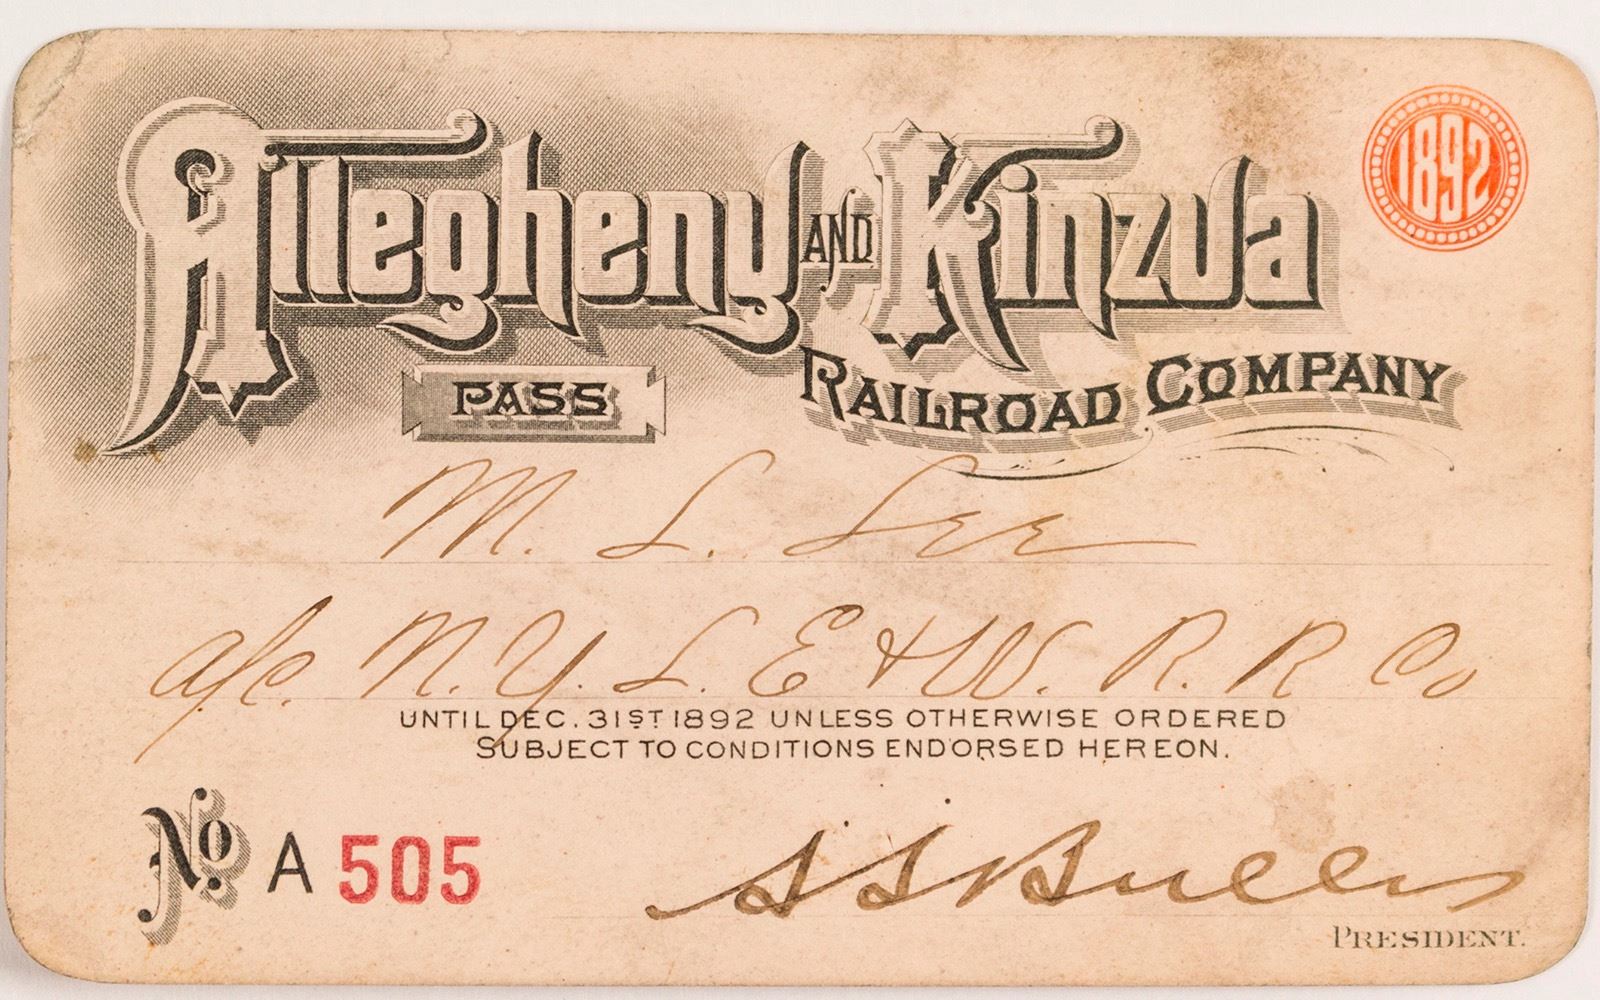 1892
Allegheny AND Kinzua
RAILROAD COMPANY
PASS
M. L. Lee
a/c. N. Y. L. E & W. R. R Co
UNTIL DEC. 31ST 1892 UNLESS OTHERWISE ORDERED
SUBJECT TO CONDITIONS ENDORSED HEREON.
No. A 505
S S Bullis
PRESIDENT.